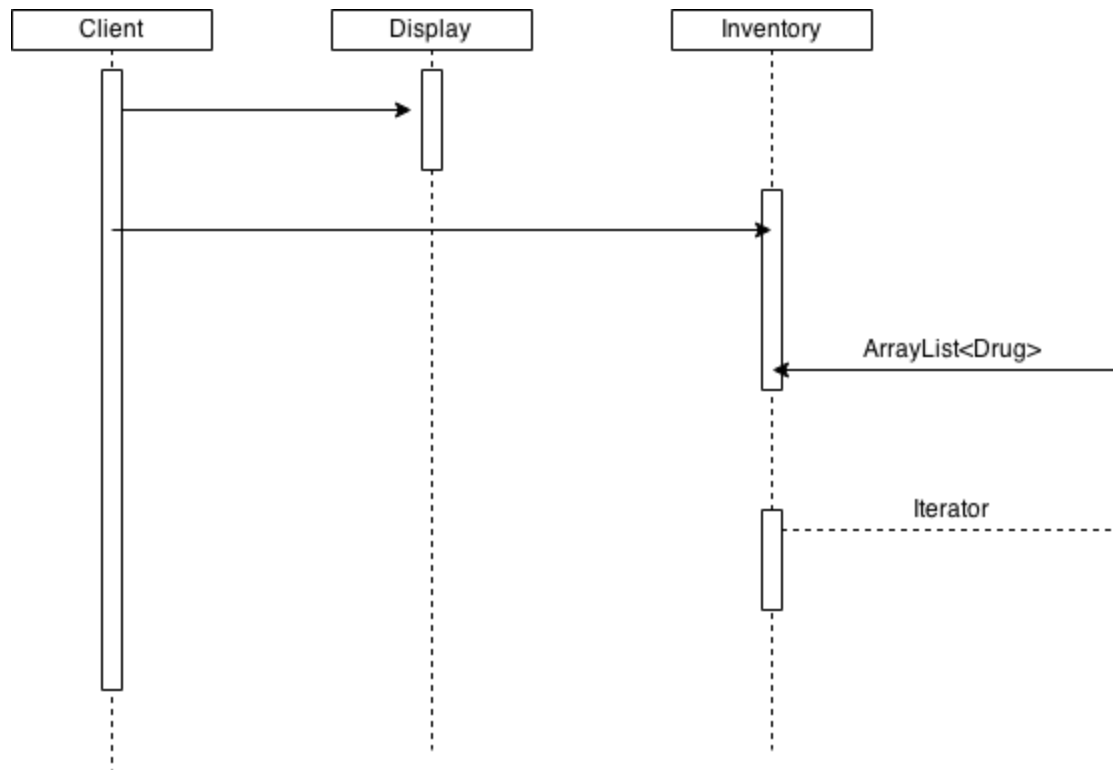 Client
Display
Inventory
ArrayList<Drug>
Iterator